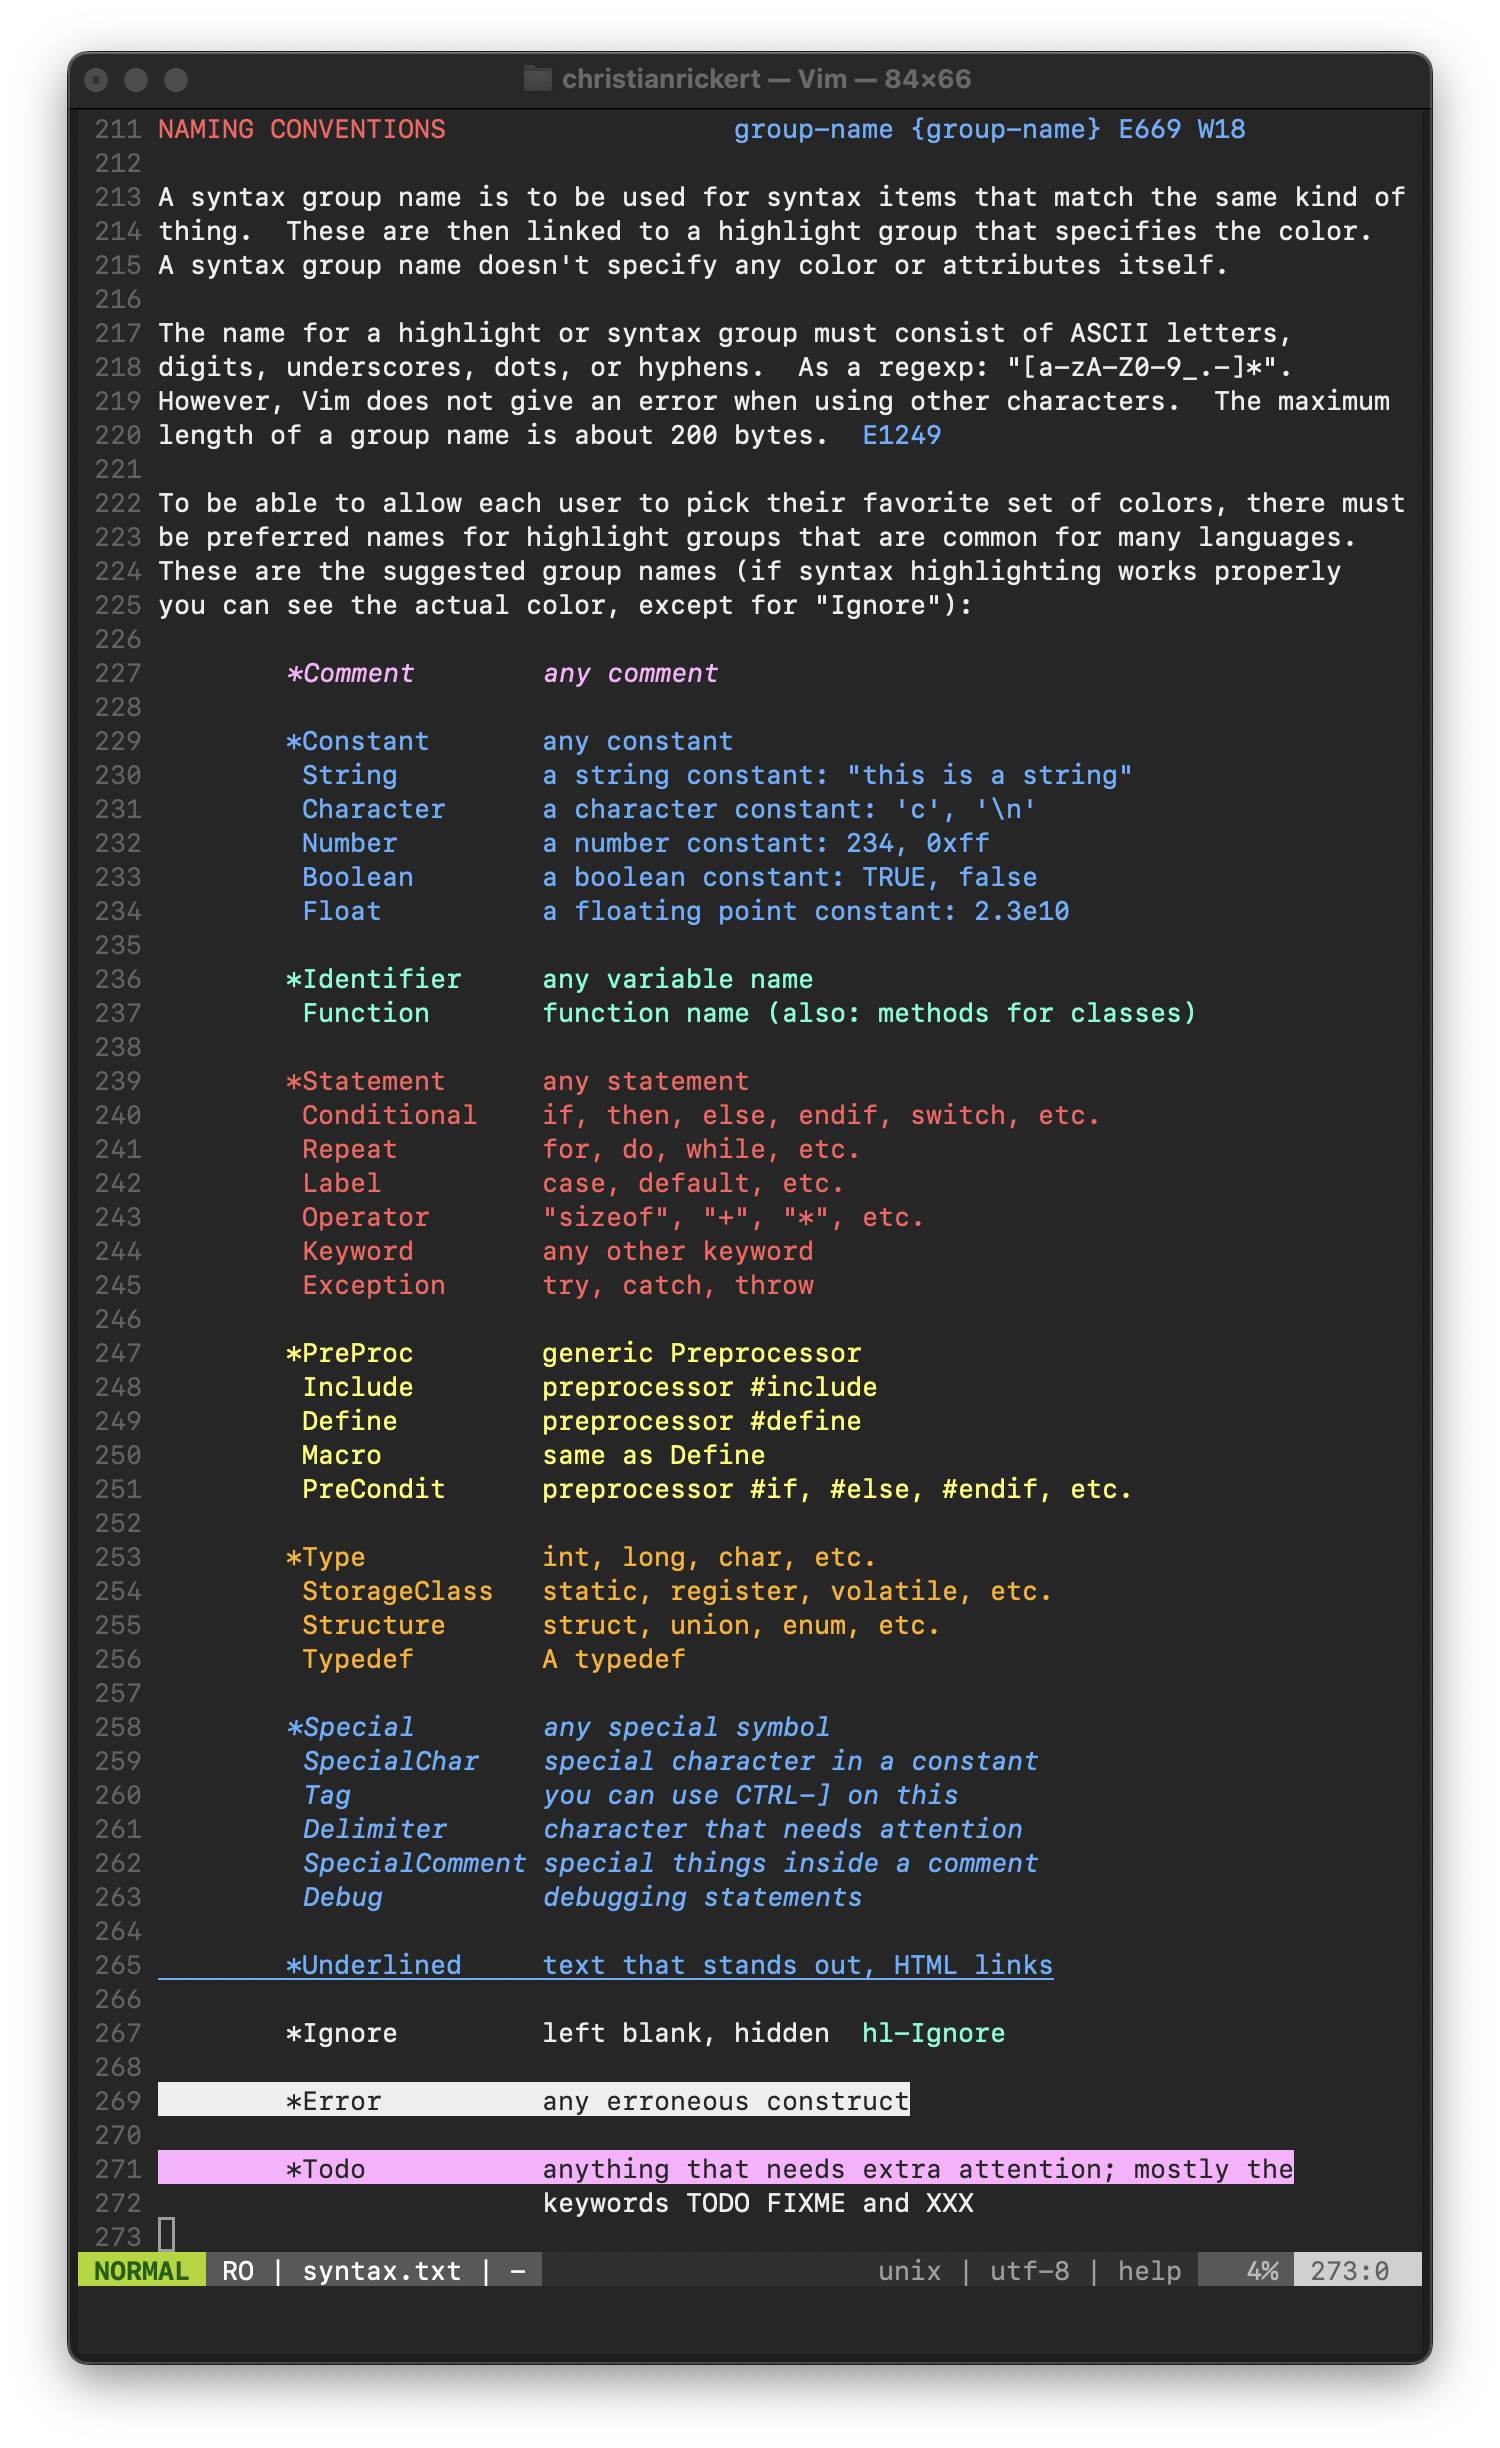 christianrickert — Vim — 84×66
211 NAMING CONVENTIONS                  group-name {group-name} E669 W18
212
213 A syntax group name is to be used for syntax items that match the same kind of
214 thing.  These are then linked to a highlight group that specifies the color.
215 A syntax group name doesn't specify any color or attributes itself.
216
217 The name for a highlight or syntax group must consist of ASCII letters,
218 digits, underscores, dots, or hyphens.  As a regexp: "[a-zA-Z0-9_.-]*".
219 However, Vim does not give an error when using other characters.  The maximum
220 length of a group name is about 200 bytes.  E1249
221
222 To be able to allow each user to pick their favorite set of colors, there must
223 be preferred names for highlight groups that are common for many languages.
224 These are the suggested group names (if syntax highlighting works properly
225 you can see the actual color, except for "Ignore"):
226
227         *Comment        any comment
228
229         *Constant       any constant
230          String         a string constant: "this is a string"
231          Character      a character constant: 'c', '\n'
232          Number         a number constant: 234, 0xff
233          Boolean        a boolean constant: TRUE, false
234          Float          a floating point constant: 2.3e10
235
236         *Identifier     any variable name
237          Function       function name (also: methods for classes)
238
239         *Statement      any statement
240          Conditional    if, then, else, endif, switch, etc.
241          Repeat         for, do, while, etc.
242          Label          case, default, etc.
243          Operator       "sizeof", "+", "*", etc.
244          Keyword        any other keyword
245          Exception      try, catch, throw
246
247         *PreProc        generic Preprocessor
248          Include        preprocessor #include
249          Define         preprocessor #define
250          Macro          same as Define
251          PreCondit      preprocessor #if, #else, #endif, etc.
252
253         *Type           int, long, char, etc.
254          StorageClass   static, register, volatile, etc.
255          Structure      struct, union, enum, etc.
256          Typedef        A typedef
257
258         *Special        any special symbol
259          SpecialChar    special character in a constant
260          Tag            you can use CTRL-] on this
261          Delimiter      character that needs attention
262          SpecialComment special things inside a comment
263          Debug          debugging statements
264
265         *Underlined     text that stands out, HTML links
266
267         *Ignore         left blank, hidden  hl-Ignore
268
269         *Error          any erroneous construct
270
271         *Todo           anything that needs extra attention; mostly the
272                         keywords TODO FIXME and XXX
273
NORMAL RO | syntax.txt | - unix | utf-8 | help 4% 273:0